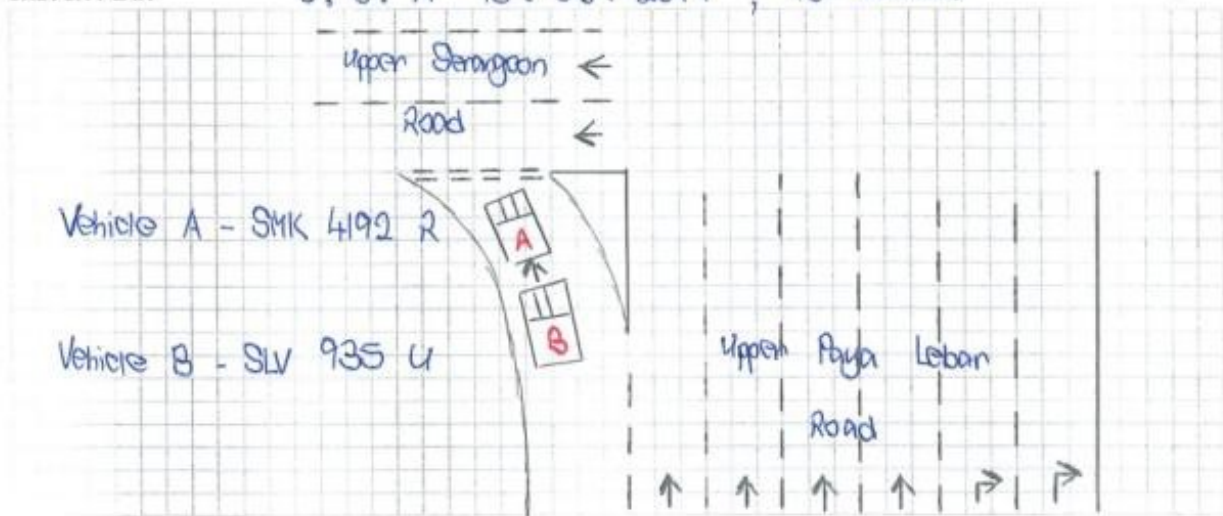 Upper Serangoon
Road
Vehicle A - SMK 4192 R
A
B
Vehicle B - SLV 935 U
Upper Paya Lebar
Road